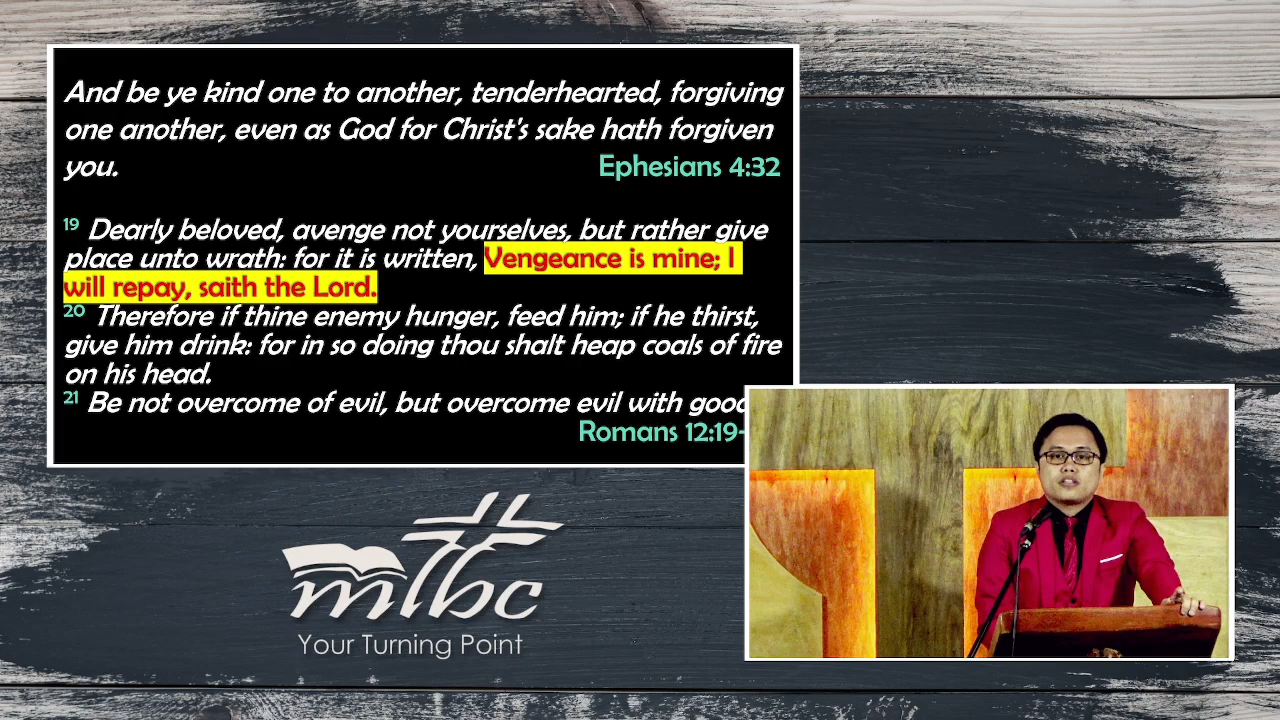 And be ye kind one to another, tenderhearted, forgiving
one another, even as God for Christ's sake hath forgiven
you. Ephesians 4:32
19 Dearly beloved, avenge not yourselves, but rather give
place unto wrath: for it is written, Vengeance is mine; I
will repay, saith the Lord.
20 Therefore if thine enemy hunger, feed him; if he thirst,
give him drink: for in so doing thou shalt heap coals of fire
on his head.
21 Be not overcome of evil, but overcome evil with good
Romans 12:19-
mlbc
Your Turning Point